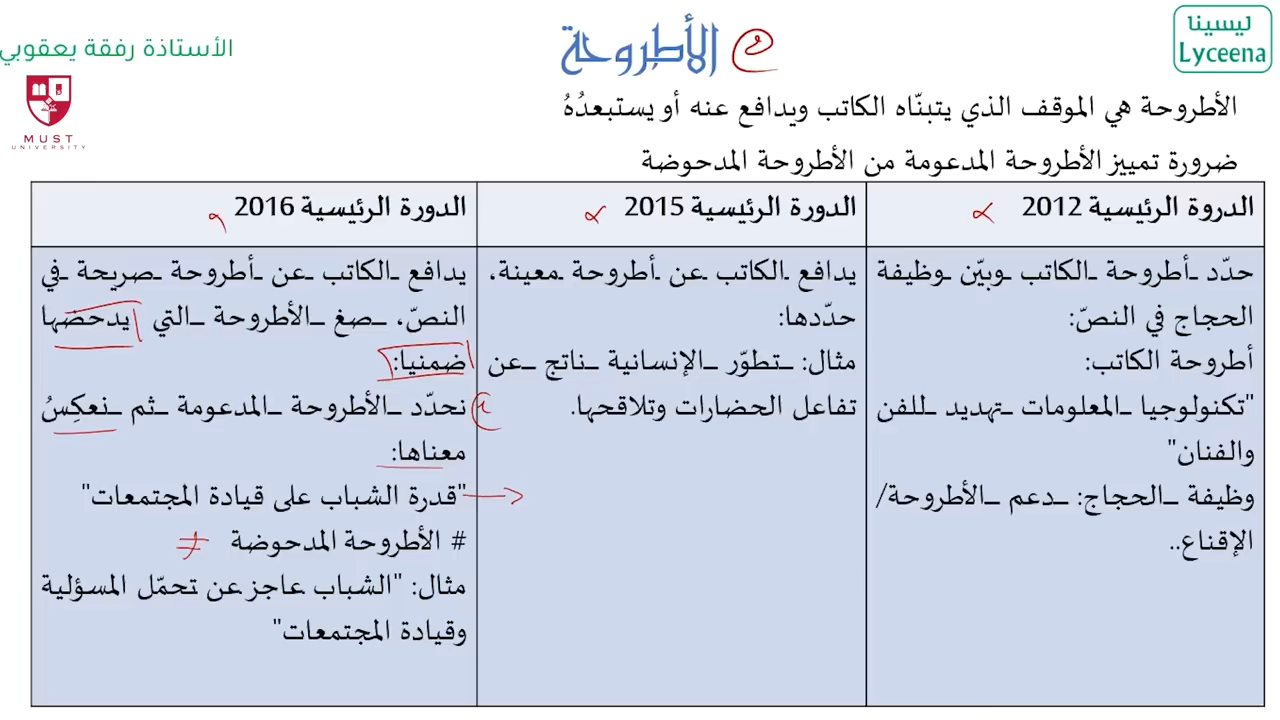 ليسينا
Lyceena
الأستاذة رفقة يعقوبي
MUST
UNIVERSITY
الأطروحة
الأطروحة هي الموقف الذي يتبنّاه الكاتب ويدافع عنه أو يستبعدُهُ
ضرورة تمييز الأطروحة المدعومة من الأطروحة المدحوضة
الدروة الرئيسية 2012
حدّد أطروحة الكاتب وبيّن وظيفة
الحجاج في النصّ:
أطروحة الكاتب:
"تكنولوجيا المعلومات تهديد للفن
والفنان"
وظيفة الحجاج: دعم الأطروحة/
الإقناع..
الدورة الرئيسية 2015
يدافع الكاتب عن أطروحة معينة،
حدّدها:
مثال: تطوّر الإنسانية ناتج عن
تفاعل الحضارات وتلاقحها.
الدورة الرئيسية 2016
يدافع الكاتب عن أطروحة صريحة في
النصّ، صغ الأطروحة التي يدحضها
ضمنيا:
نحدّد الأطروحة المدعومة ثم نعكِسُ
معناها:
"قدرة الشباب على قيادة المجتمعات"
# الأطروحة المدحوضة ≠
مثال: "الشباب عاجز عن تحمّل المسؤلية
وقيادة المجتمعات"